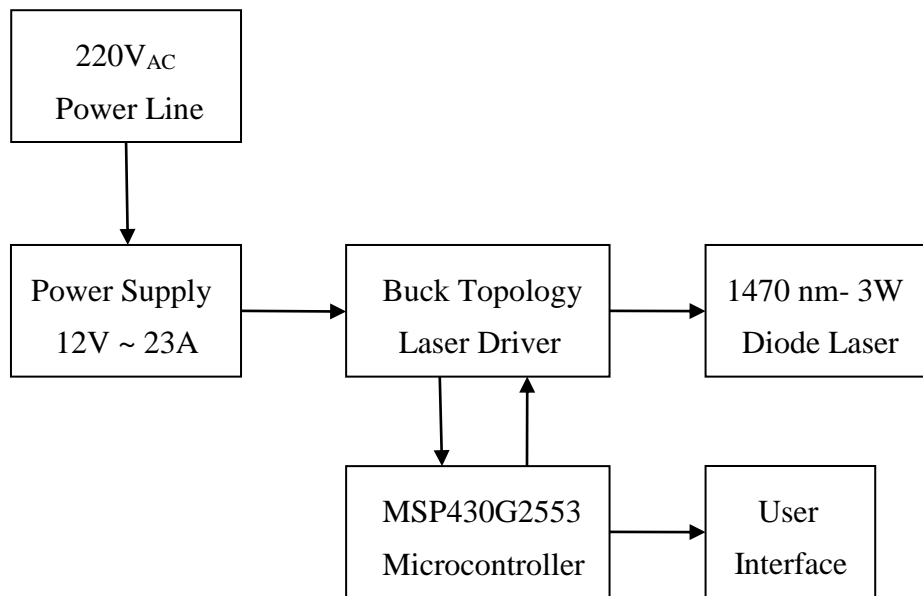 220V_AC
Power Line
Power Supply
12V ~ 23A
Buck Topology
Laser Driver
1470 nm- 3W
Diode Laser
MSP430G2553
Microcontroller
User
Interface